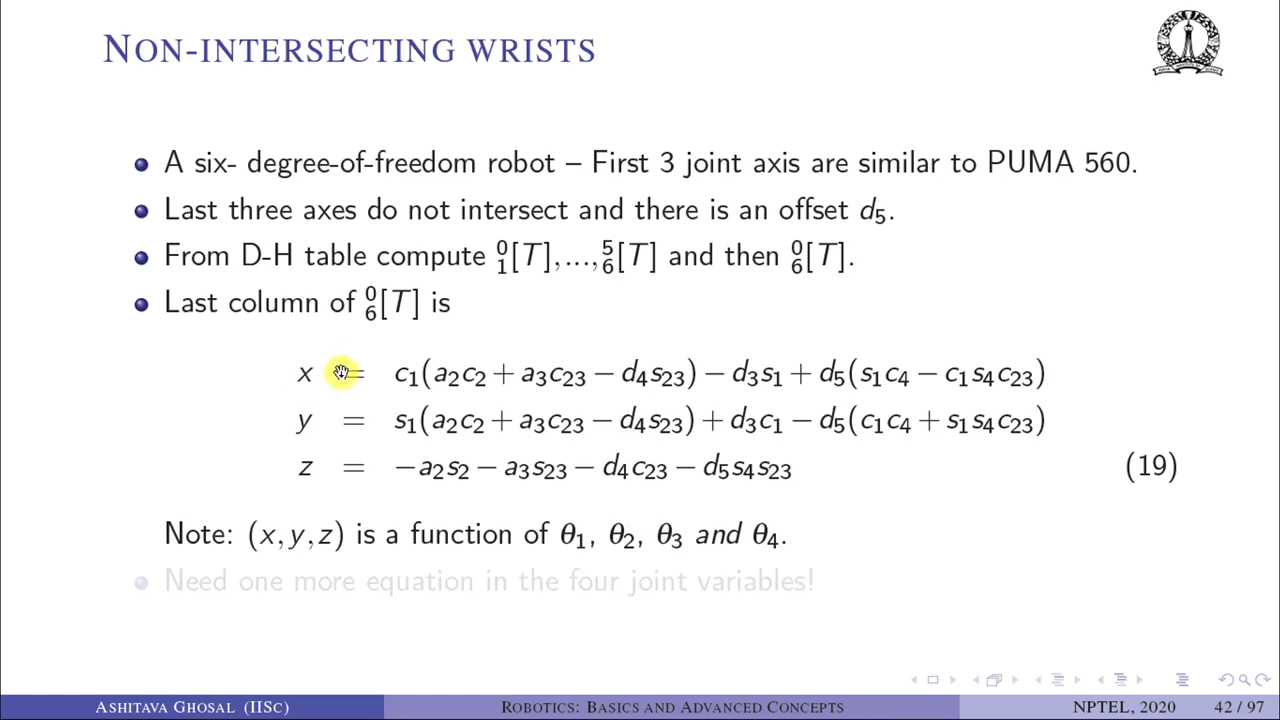 NON-INTERSECTING WRISTS
A six- degree-of-freedom robot – First 3 joint axis are similar to PUMA 560.
Last three axes do not intersect and there is an offset d₅.
From D-H table compute ⁰₁[T],...,⁵₆[T] and then ⁰₆[T].
Last column of ⁰₆[T] is
x = c₁(a₂c₂ + a₃c₂₃ − d₄s₂₃) − d₃s₁ + d₅(s₁c₄ − c₁s₄c₂₃)
y = s₁(a₂c₂ + a₃c₂₃ − d₄s₂₃) + d₃c₁ − d₅(c₁c₄ + s₁s₄c₂₃)
z = −a₂s₂ − a₃s₂₃ − d₄c₂₃ − d₅s₄s₂₃ (19)
Note: (x, y, z) is a function of θ₁, θ₂, θ₃ and θ₄.
Need one more equation in the four joint variables!
ASHITAVA GHOSAL (IISC) ROBOTICS: BASICS AND ADVANCED CONCEPTS NPTEL, 2020 42 / 97